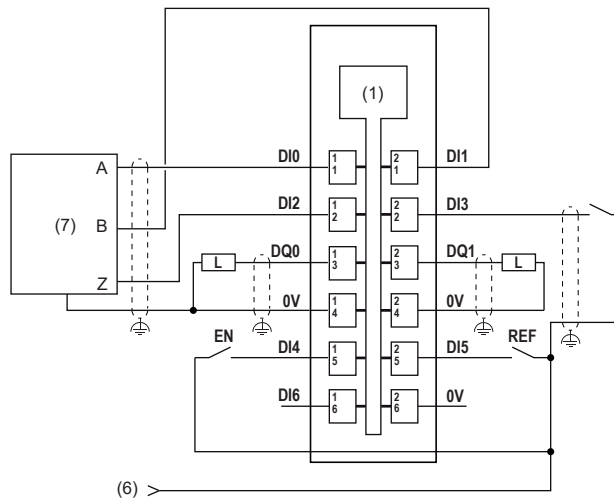 (1)
A DI0 1 1 2 1 DI1
DI2 1 2 2 2 DI3
(7) B
DQ0 1 3 2 3 DQ1
L L
Z
0V 1 4 2 4 0V
EN REF
DI4 1 5 2 5 DI5
DI6 1 6 2 6 0V
(6)